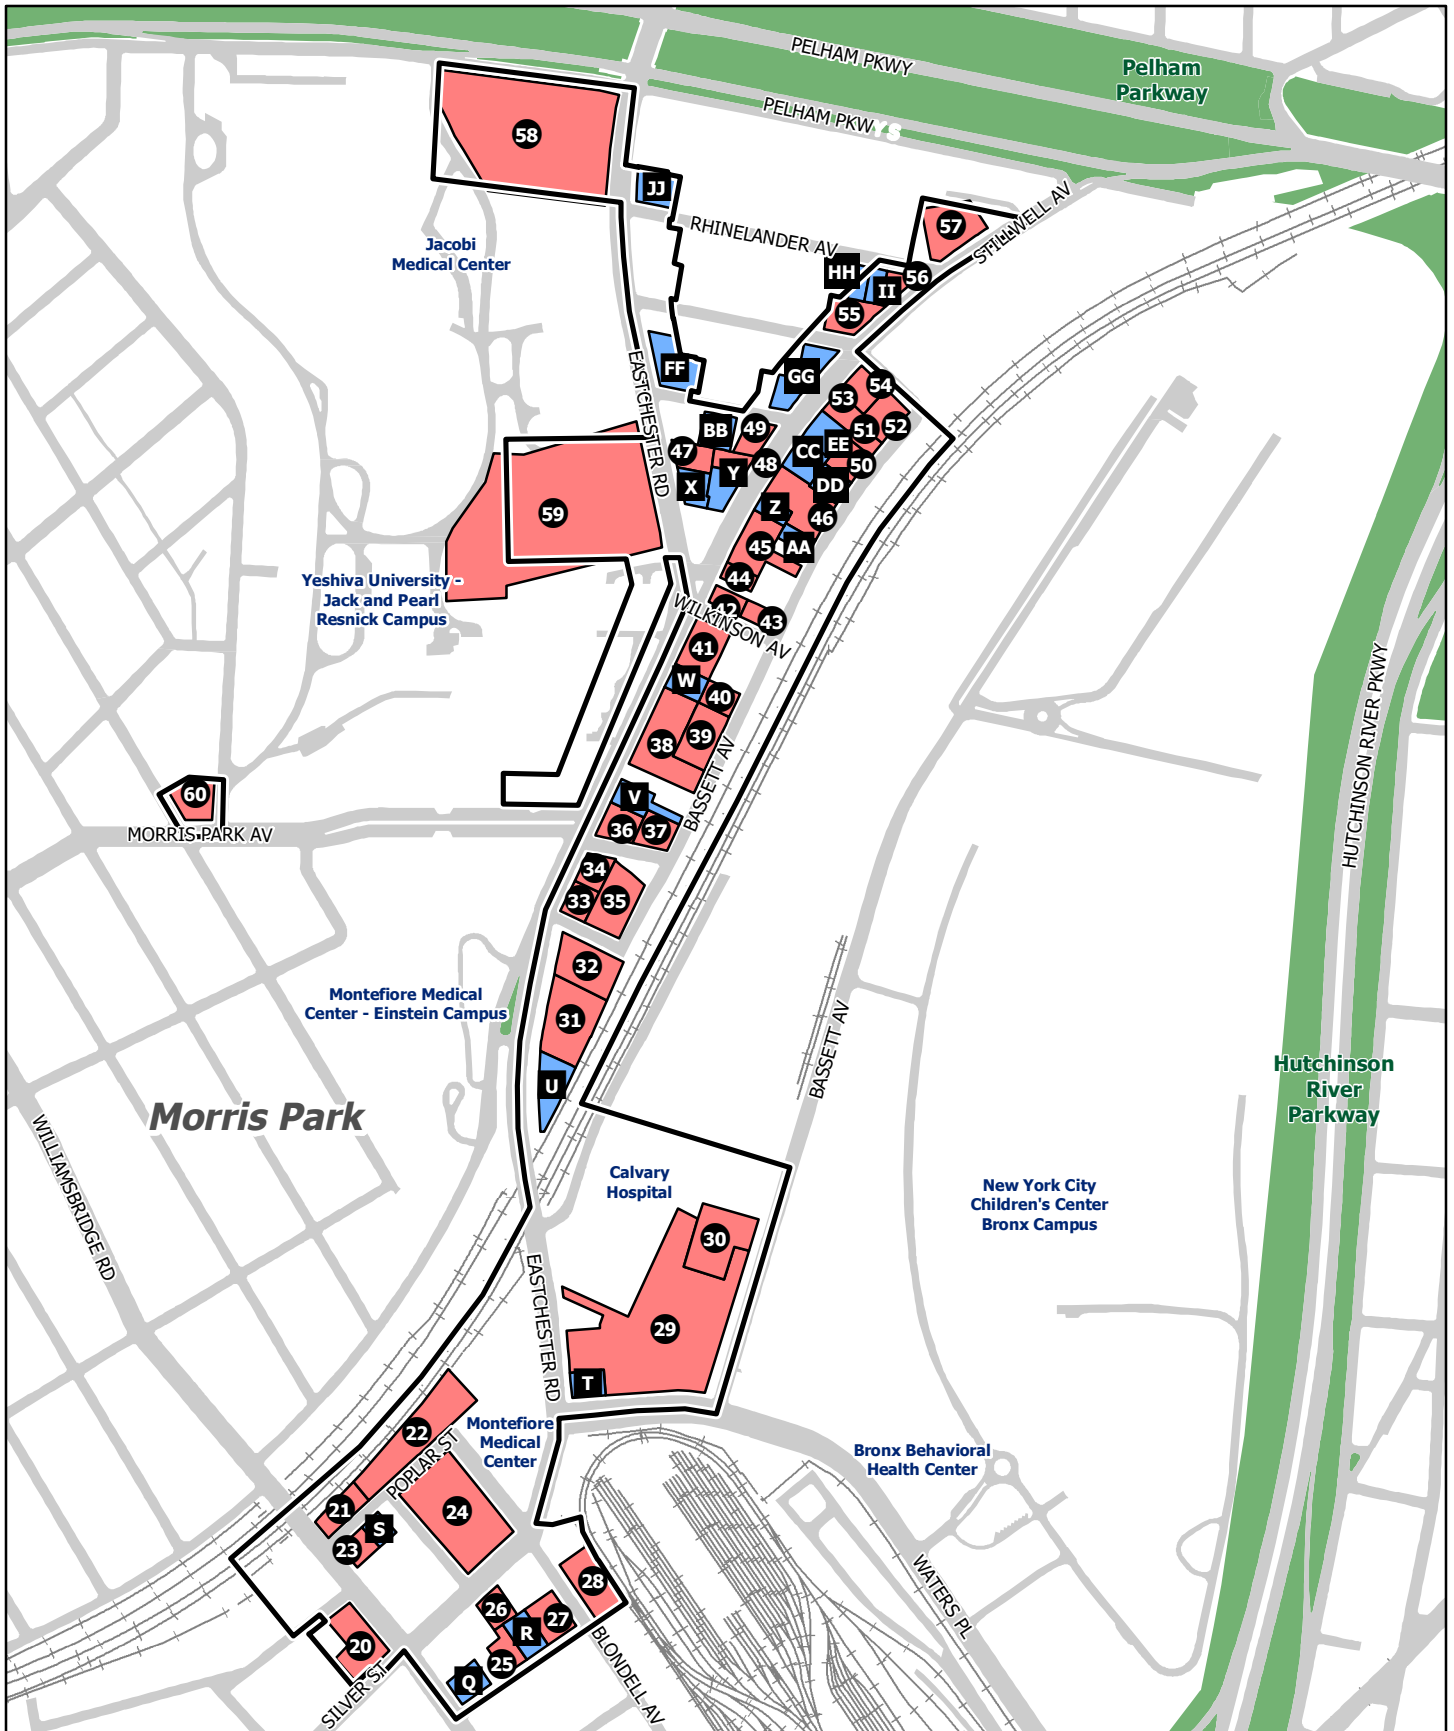 PELHAM PKWY
Pelham
Parkway
PELHAM PKWY S
58
JJ
RHINELANDER AV
STILLWELL AV
57
Jacobi
Medical Center
HH
II
56
55
FF
GG
EASTCHESTER RD
54
53
BB
49
51
52
47
EE
CC
48
50
Y
X
DD
Z
46
59
45
AA
44
Yeshiva University -
Jack and Pearl
Resnick Campus
42
43
WILKINSON AV
41
W
40
39
38
BASSETT AV
HUTCHINSON RIVER PKWY
60
V
36
37
MORRIS PARK AV
34
33
35
32
Montefiore Medical
Center - Einstein Campus
31
BASSETT AV
U
Hutchinson
River
Parkway
Morris Park
WILLIAMSBRIDGE RD
Calvary
Hospital
New York City
Children's Center
Bronx Campus
30
EASTCHESTER RD
29
T
22
Montefiore
Medical
Center
POPLAR ST
Bronx Behavioral
Health Center
21
24
S
23
28
WATERS PL
26
27
R
20
25
BLONDELL AV
Q
SILVER ST